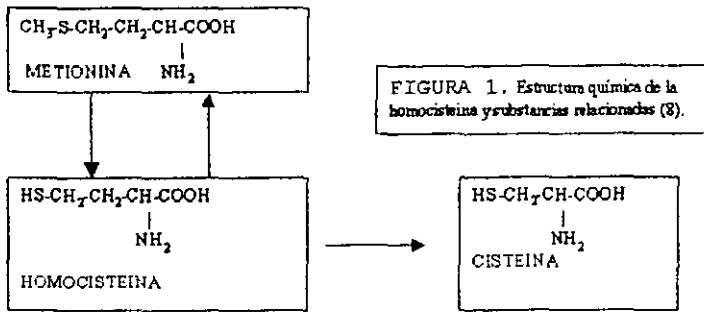 CH₃-S-CH₂-CH₂-CH-COOH
|
METIONINA NH₂
FIGURA 1. Estructura química de la
homocisteina y substancias relacionadas (8).
HS-CH₂-CH₂-CH-COOH
|
NH₂
HOMOCISTEINA
HS-CH₂-CH-COOH
|
NH₂
CISTEINA